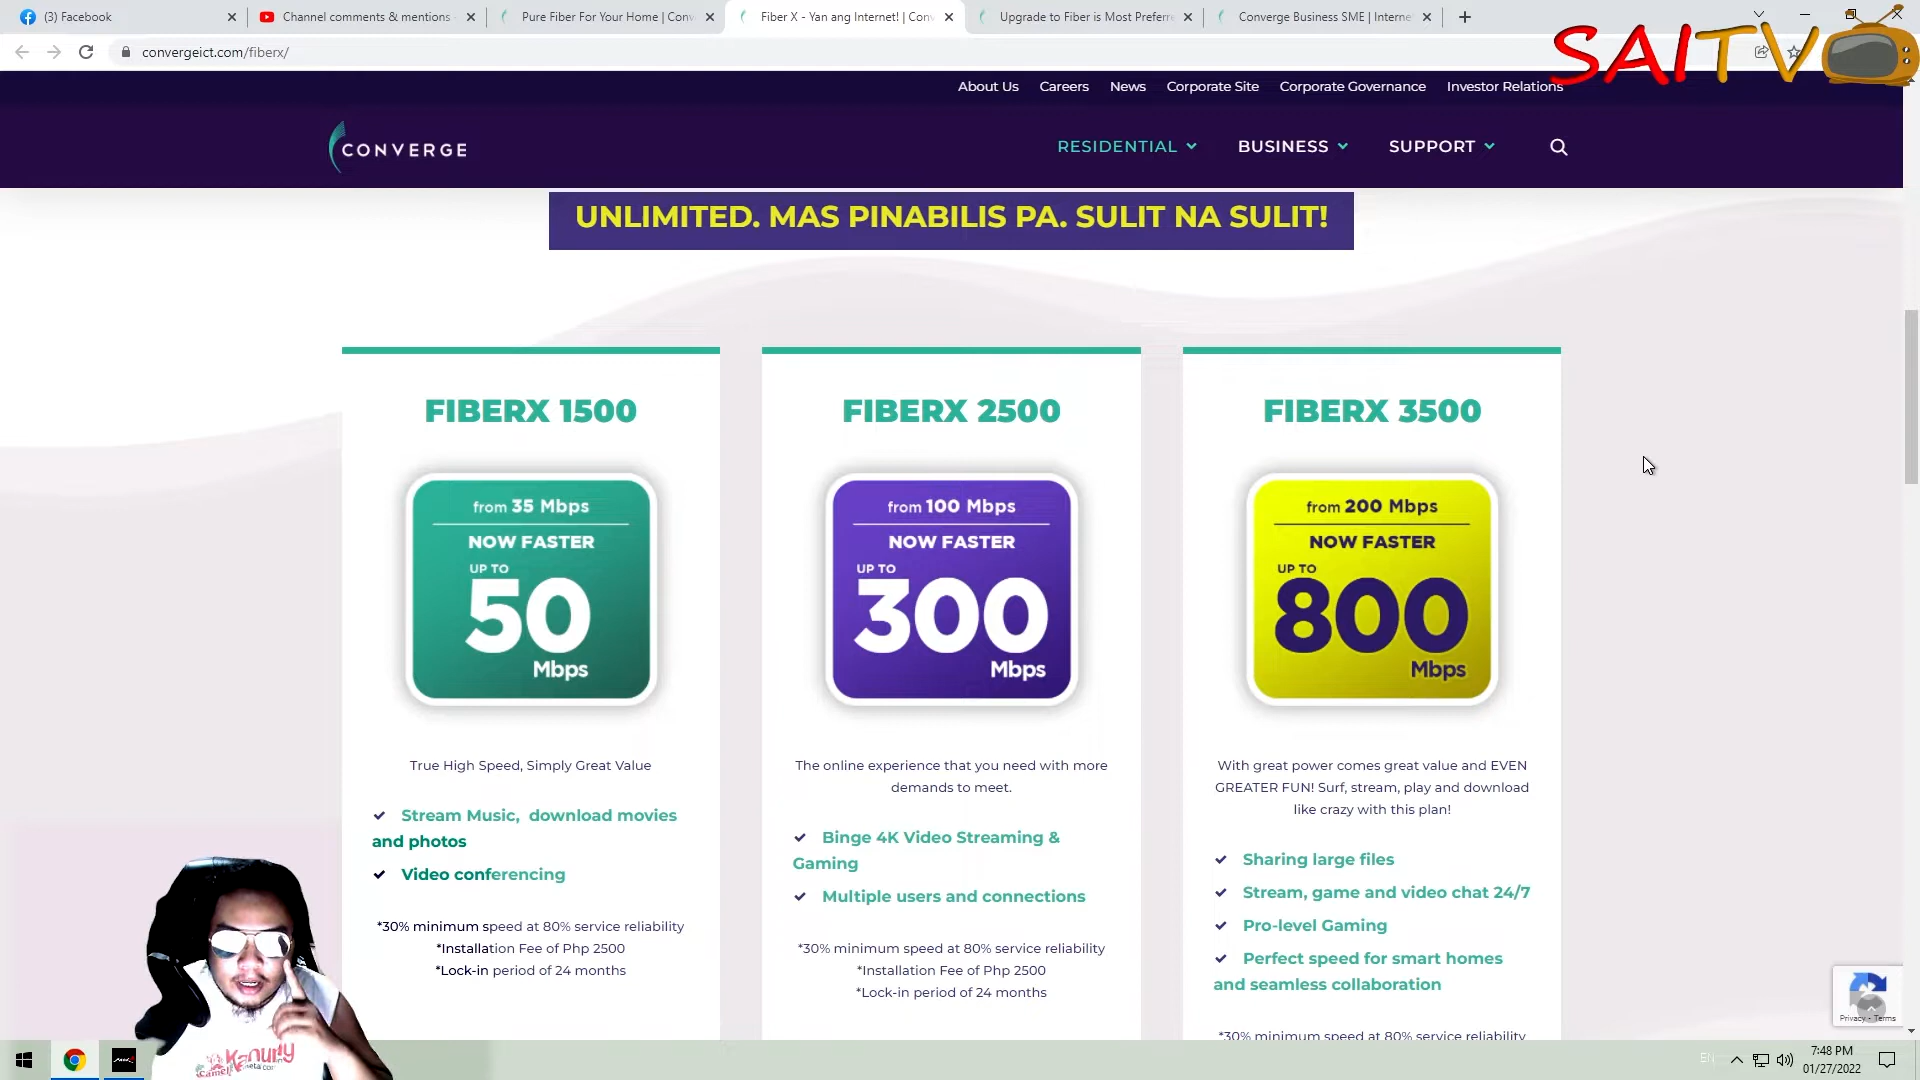 (3) Facebook
Channel comments & mentions
Pure Fiber For Your Home | Conv
Fiber X - Yan ang Internet! | Conv
Upgrade to Fiber is Most Preferr
Converge Business SME | Interne
convergeict.com/fiberx/
SAITV
About Us
Careers
News
Corporate Site
Corporate Governance
Investor Relations
CONVERGE
RESIDENTIAL
BUSINESS
SUPPORT
UNLIMITED. MAS PINABILIS PA. SULIT NA SULIT!
FIBERX 1500
from 35 Mbps
NOW FASTER
UP TO
50
Mbps
True High Speed, Simply Great Value
Stream Music, download movies
and photos
Video conferencing
*30% minimum speed at 80% service reliability
*Installation Fee of Php 2500
*Lock-in period of 24 months
FIBERX 2500
from 100 Mbps
NOW FASTER
UP TO
300
Mbps
The online experience that you need with more
demands to meet.
Binge 4K Video Streaming &
Gaming
Multiple users and connections
*30% minimum speed at 80% service reliability
*Installation Fee of Php 2500
*Lock-in period of 24 months
FIBERX 3500
from 200 Mbps
NOW FASTER
UP TO
800
Mbps
With great power comes great value and EVEN
GREATER FUN! Surf, stream, play and download
like crazy with this plan!
Sharing large files
Stream, game and video chat 24/7
Pro-level Gaming
Perfect speed for smart homes
and seamless collaboration
*30% minimum speed at 80% service reliability
Privacy - Terms
7:48 PM
01/27/2022